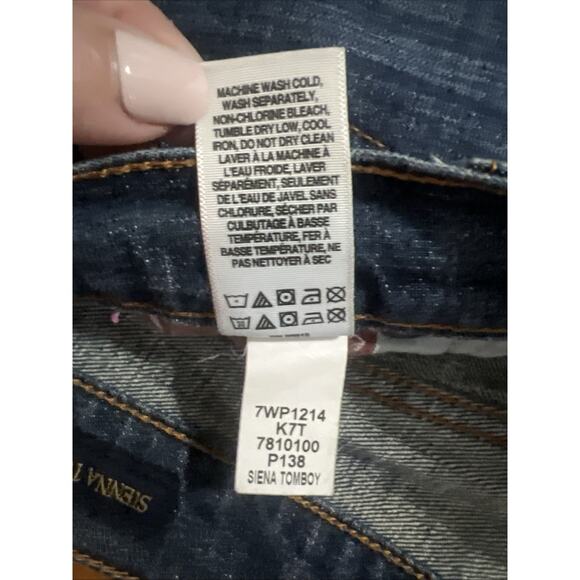 MACHINE WASH COLD,
WASH SEPARATELY,
NON-CHLORINE BLEACH,
TUMBLE DRY LOW, COOL
IRON, DO NOT DRY CLEAN
LAVER À LA MACHINE À
L'EAU FROIDE, LAVER
SÉPARÉMENT, SEULEMENT
DE L'EAU DE JAVEL SANS
CHLORURE, SÉCHER PAR
CULBUTAGE À BASSE
TEMPÉRATURE, FER À
BASSE TEMPÉRATURE, NE
PAS NETTOYER À SEC
7WP1214
K7T
7810100
P138
SIENA TOMBOY
SIENNA T